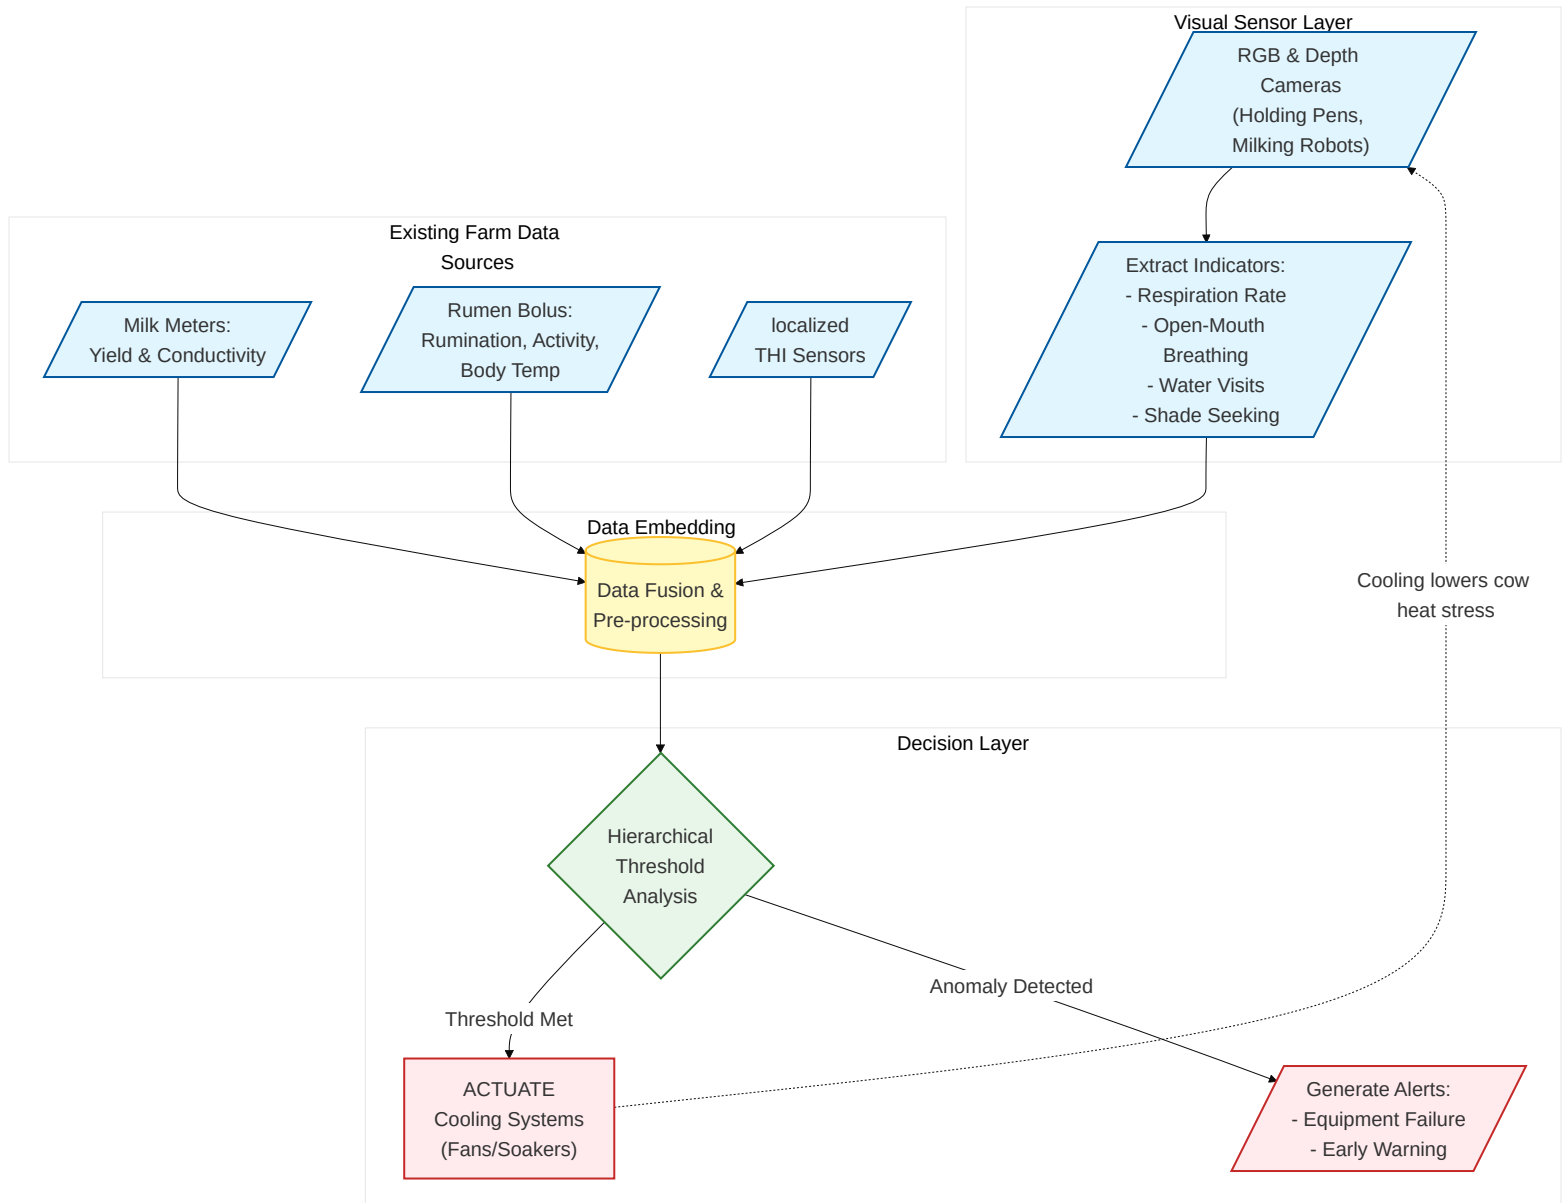 Visual Sensor Layer
RGB & Depth
Cameras
(Holding Pens,
Milking Robots)
Existing Farm Data
Sources
Milk Meters:
Yield & Conductivity
Rumen Bolus:
Rumination, Activity,
Body Temp
localized
THI Sensors
Extract Indicators:
- Respiration Rate
- Open-Mouth
Breathing
- Water Visits
- Shade Seeking
Data Embedding
Data Fusion &
Pre-processing
Cooling lowers cow
heat stress
Decision Layer
Hierarchical
Threshold
Analysis
Anomaly Detected
Threshold Met
ACTUATE
Cooling Systems
(Fans/Soakers)
Generate Alerts:
- Equipment Failure
- Early Warning